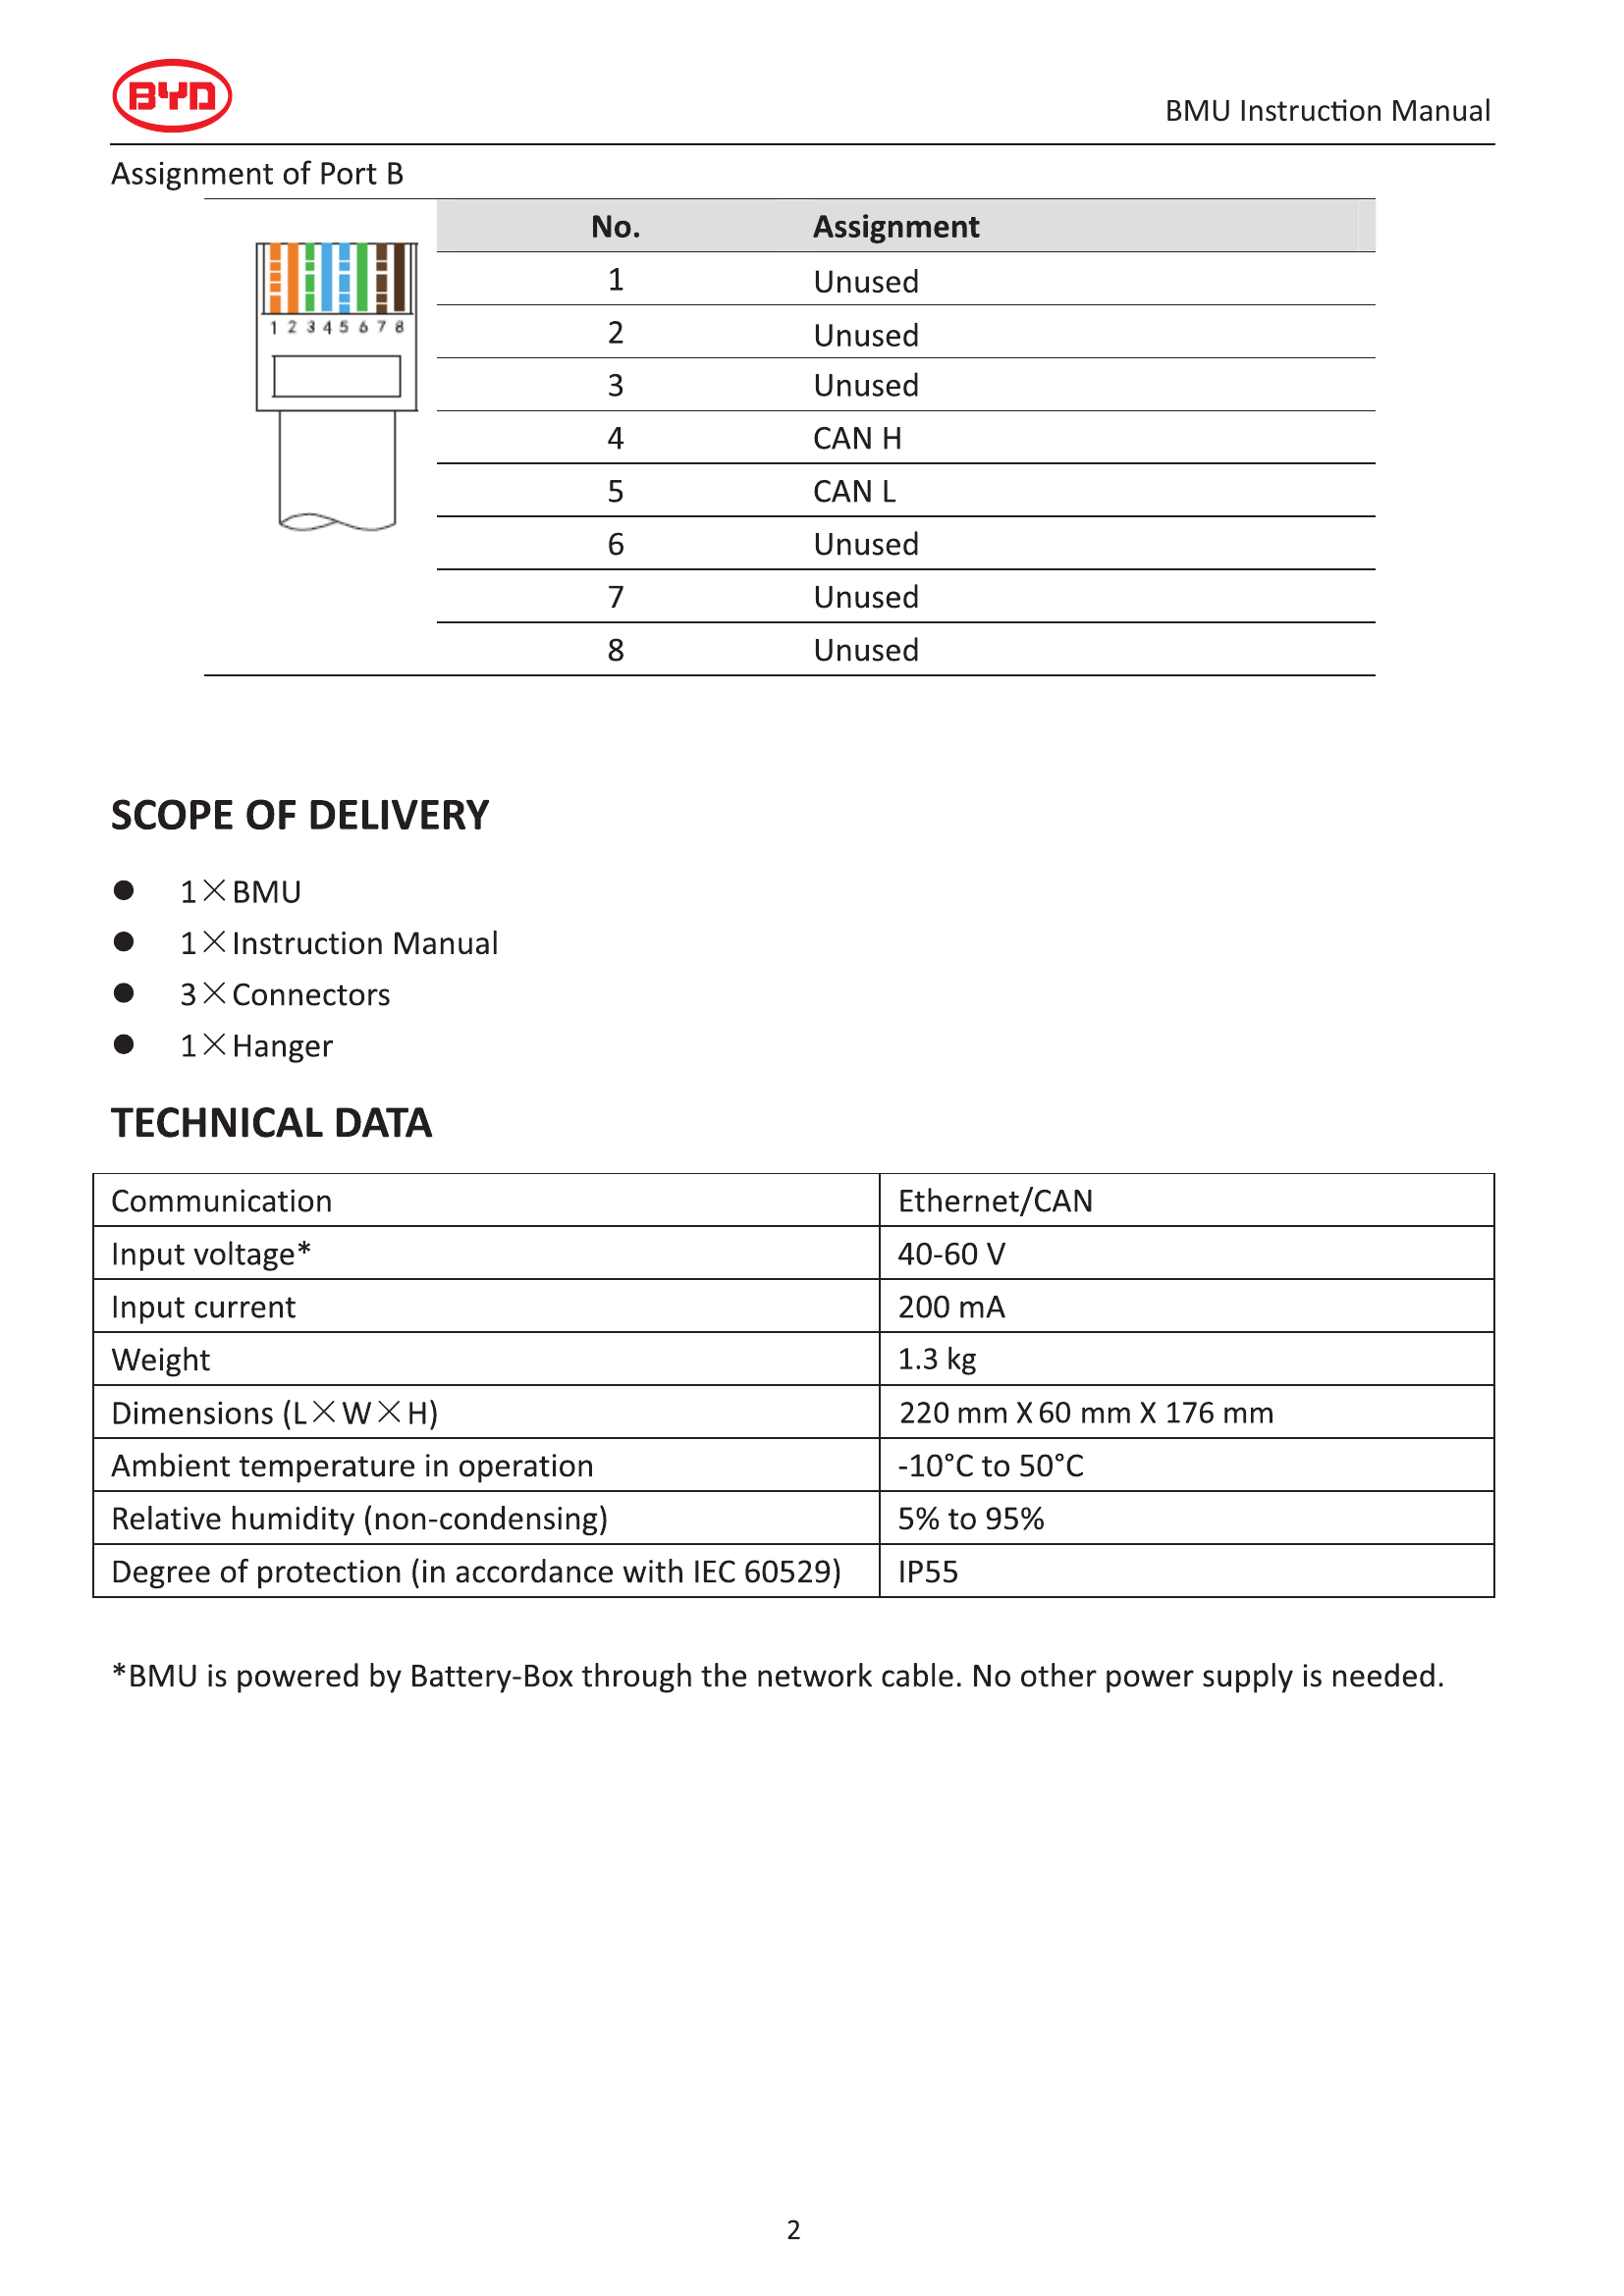 BYD
BMU Instruction Manual
Assignment of Port B
No. Assignment
1 Unused
2 Unused
3 Unused
4 CAN H
5 CAN L
6 Unused
7 Unused
8 Unused
1 2 3 4 5 6 7 8
SCOPE OF DELIVERY
● 1×BMU
● 1×Instruction Manual
● 3×Connectors
● 1×Hanger
TECHNICAL DATA
Communication Ethernet/CAN
Input voltage* 40-60 V
Input current 200 mA
Weight 1.3 kg
Dimensions (L×W×H) 220 mm X 60 mm X 176 mm
Ambient temperature in operation -10°C to 50°C
Relative humidity (non-condensing) 5% to 95%
Degree of protection (in accordance with IEC 60529) IP55
*BMU is powered by Battery-Box through the network cable. No other power supply is needed.
2